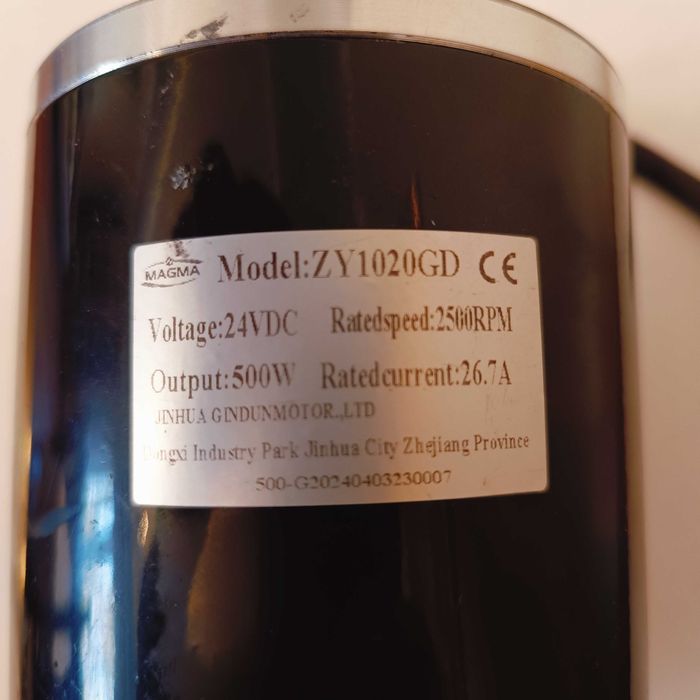 MAGMA Model:ZY1020GD CE
Voltage:24VDC Ratedspeed:2500RPM
Output:500W Ratedcurrent:26.7A
JINHUA GINDUNMOTOR.,LTD
Industry Park Jinhua City Zhejiang Province
500-G20240403230007